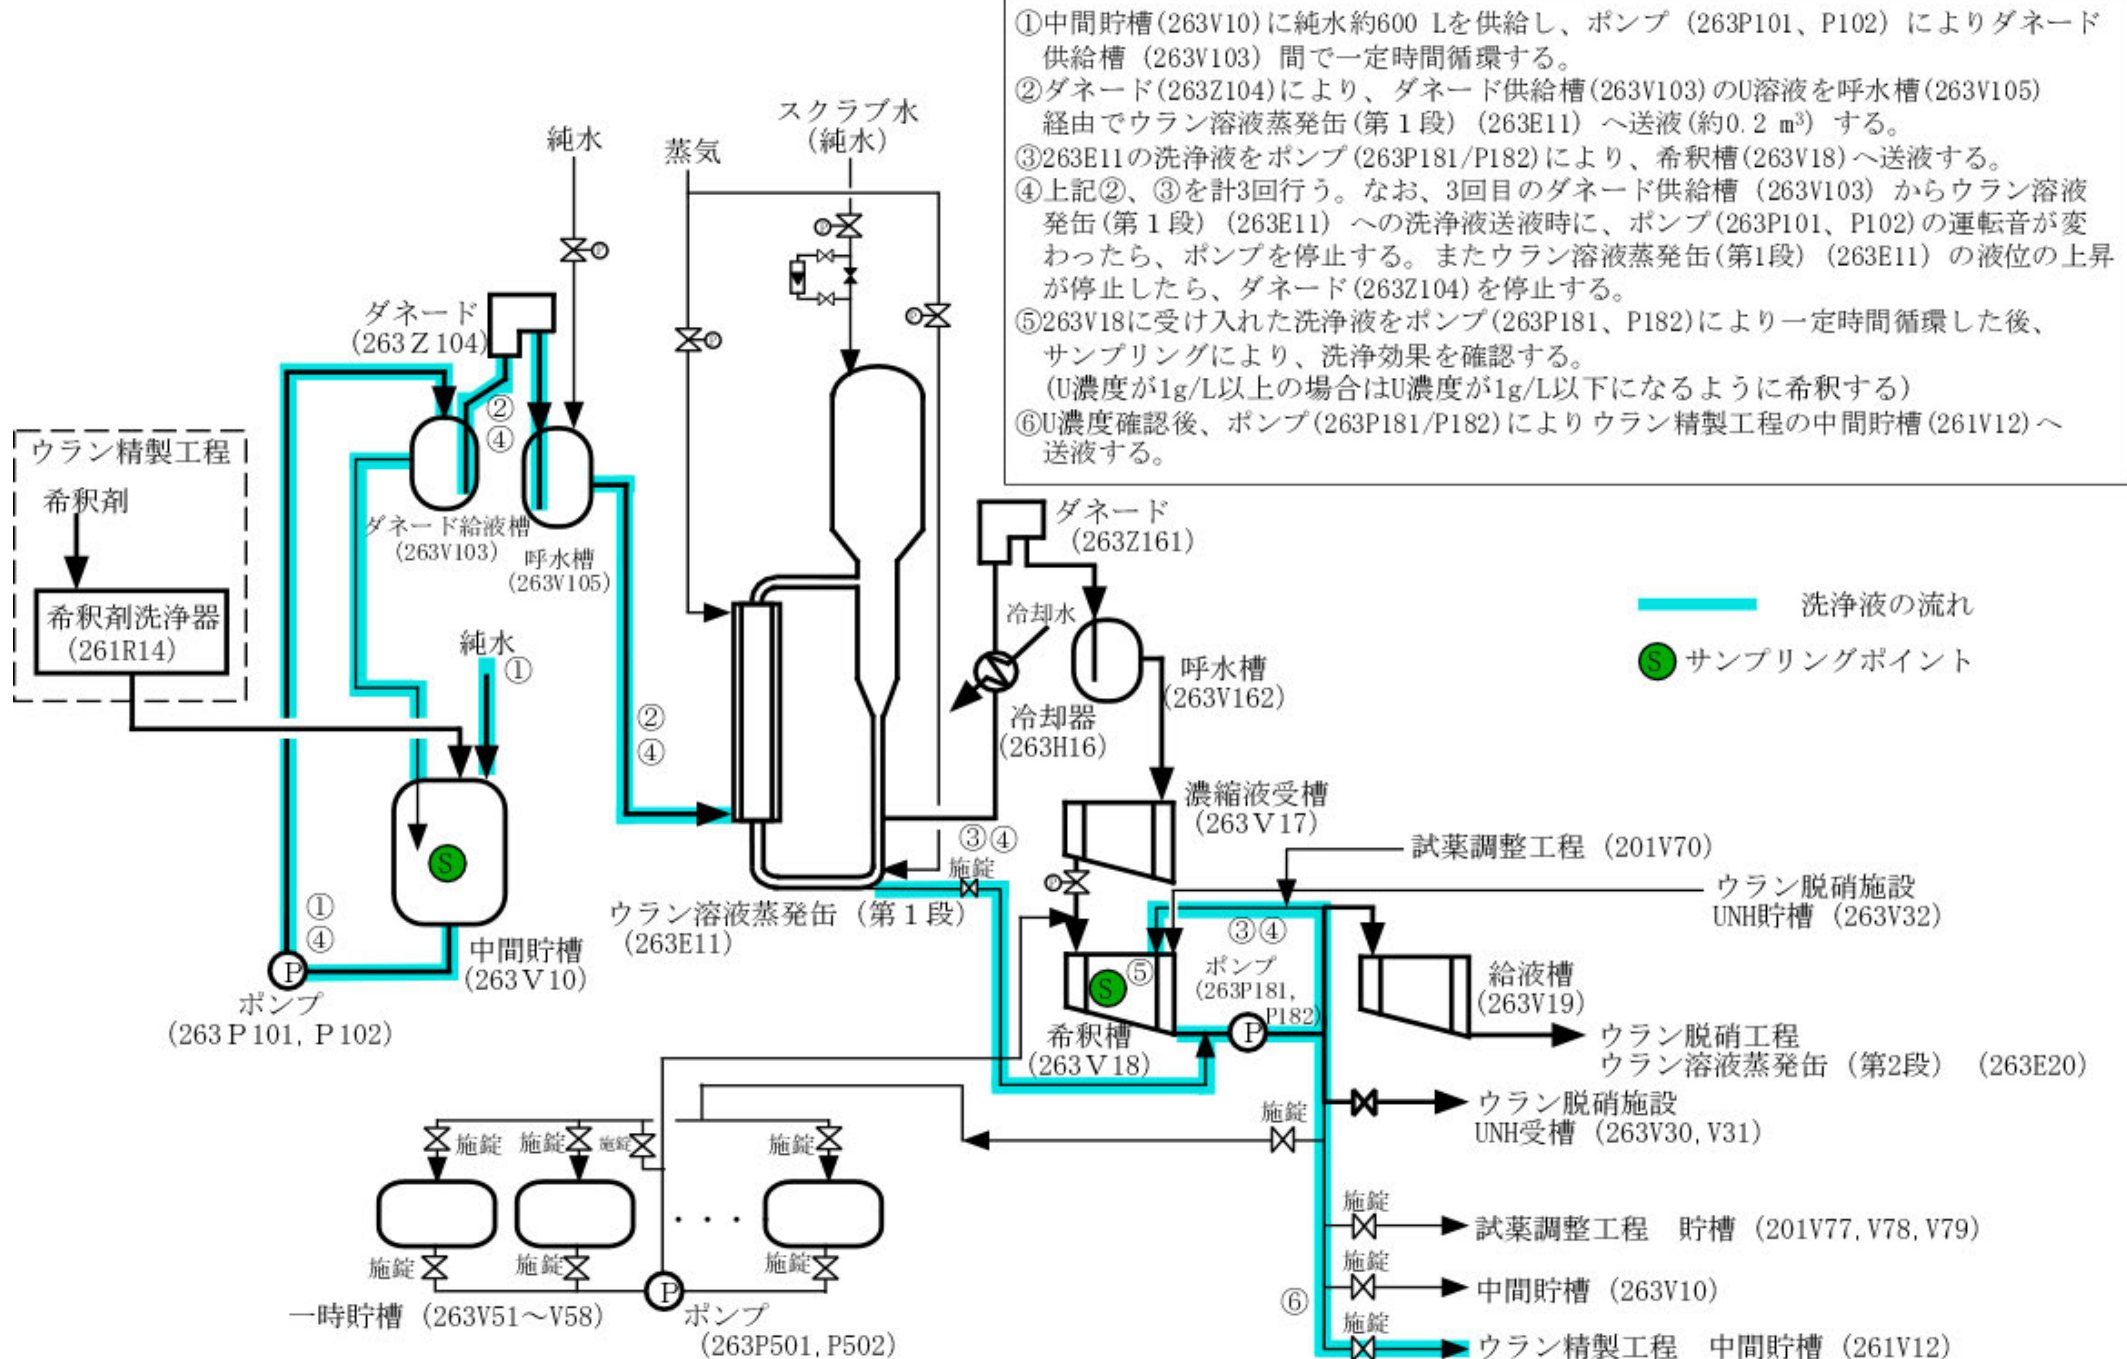 ①中間貯槽(263V10)に純水約600 Lを供給し、ポンプ (263P101、P102) によりダネード
供給槽 (263V103) 間で一定時間循環する。
②ダネード(263Z104)により、ダネード供給槽(263V103)のU溶液を呼水槽(263V105)
経由でウラン溶液蒸発缶(第１段) (263E11) へ送液(約0.2 m³) する。
③263E11の洗浄液をポンプ(263P181/P182)により、希釈槽(263V18)へ送液する。
④上記②、③を計3回行う。なお、3回目のダネード供給槽 (263V103) からウラン溶液
発缶(第１段) (263E11) への洗浄液送液時に、ポンプ(263P101、P102)の運転音が変
わったら、ポンプを停止する。またウラン溶液蒸発缶(第1段) (263E11) の液位の上昇
が停止したら、ダネード(263Z104)を停止する。
⑤263V18に受け入れた洗浄液をポンプ(263P181、P182)により一定時間循環した後、
サンプリングにより、洗浄効果を確認する。
(U濃度が1g/L以上の場合はU濃度が1g/L以下になるように希釈する)
⑥U濃度確認後、ポンプ(263P181/P182)によりウラン精製工程の中間貯槽(261V12)へ
送液する。
スクラブ水
(純水)
純水
蒸気
P
P
P
P
ダネード
(263Ｚ104)
②
④
ウラン精製工程
希釈剤
希釈剤洗浄器
(261R14)
ダネード給液槽
(263V103)
呼水槽
(263V105)
純水
①
②
④
S
①
④
中間貯槽
(263Ｖ10)
P
ポンプ
(263Ｐ101, Ｐ102)
ウラン溶液蒸発缶 (第１段)
(263E11)
ダネード
(263Z161)
冷却水
冷却器
(263H16)
呼水槽
(263V162)
洗浄液の流れ
S
サンプリングポイント
濃縮液受槽
(263Ｖ17)
③④
施錠
P
試薬調整工程 (201V70)
ウラン脱硝施設
UNH貯槽 (263V32)
③④
S
⑤
ポンプ
(263P181,
P182)
P
希釈槽
(263Ｖ18)
給液槽
(263V19)
ウラン脱硝工程
ウラン溶液蒸発缶 (第2段) (263E20)
ウラン脱硝施設
UNH受槽 (263V30, V31)
施錠
施錠
施錠
施錠
施錠
・・・
施錠
施錠
施錠
一時貯槽 (263V51～V58)
P
ポンプ
(263P501, P502)
施錠
試薬調整工程　貯槽 (201V77, V78, V79)
施錠
中間貯槽 (263V10)
⑥
施錠
ウラン精製工程　中間貯槽 (261V12)